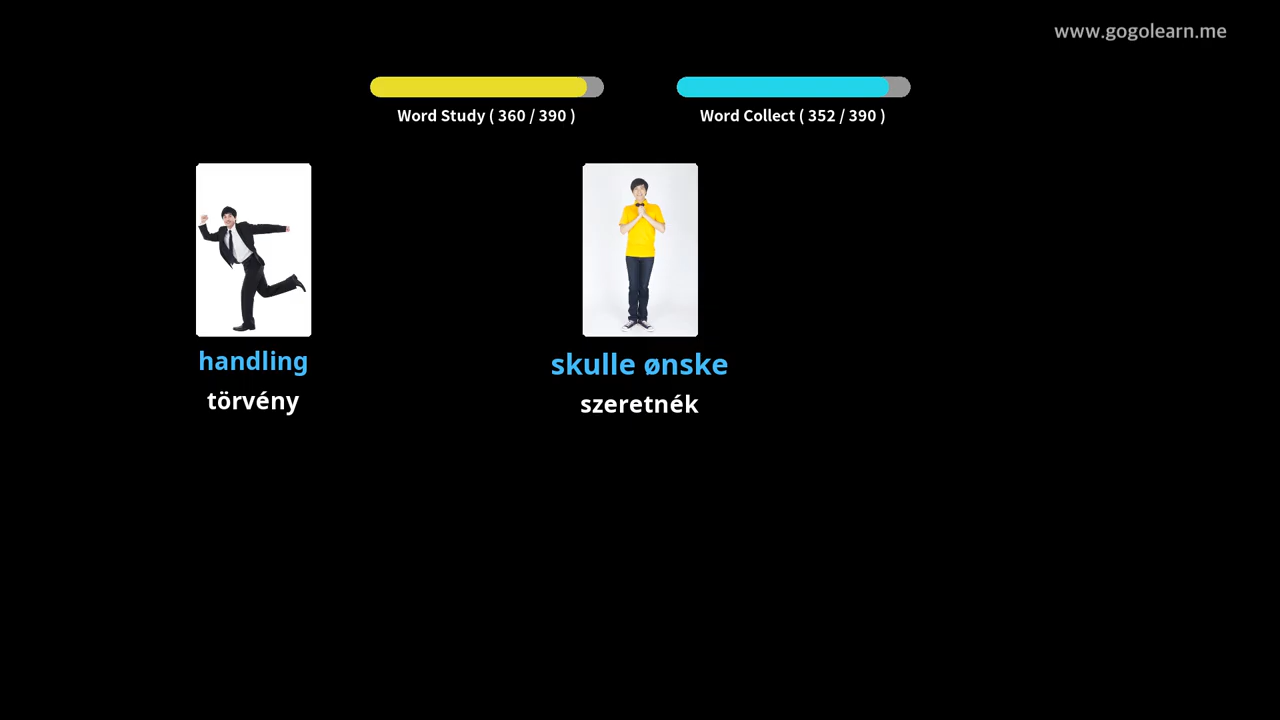 www.gogolearn.me
Word Study ( 360 / 390 )
Word Collect ( 352 / 390 )
handling
törvény
skulle ønske
szeretnék